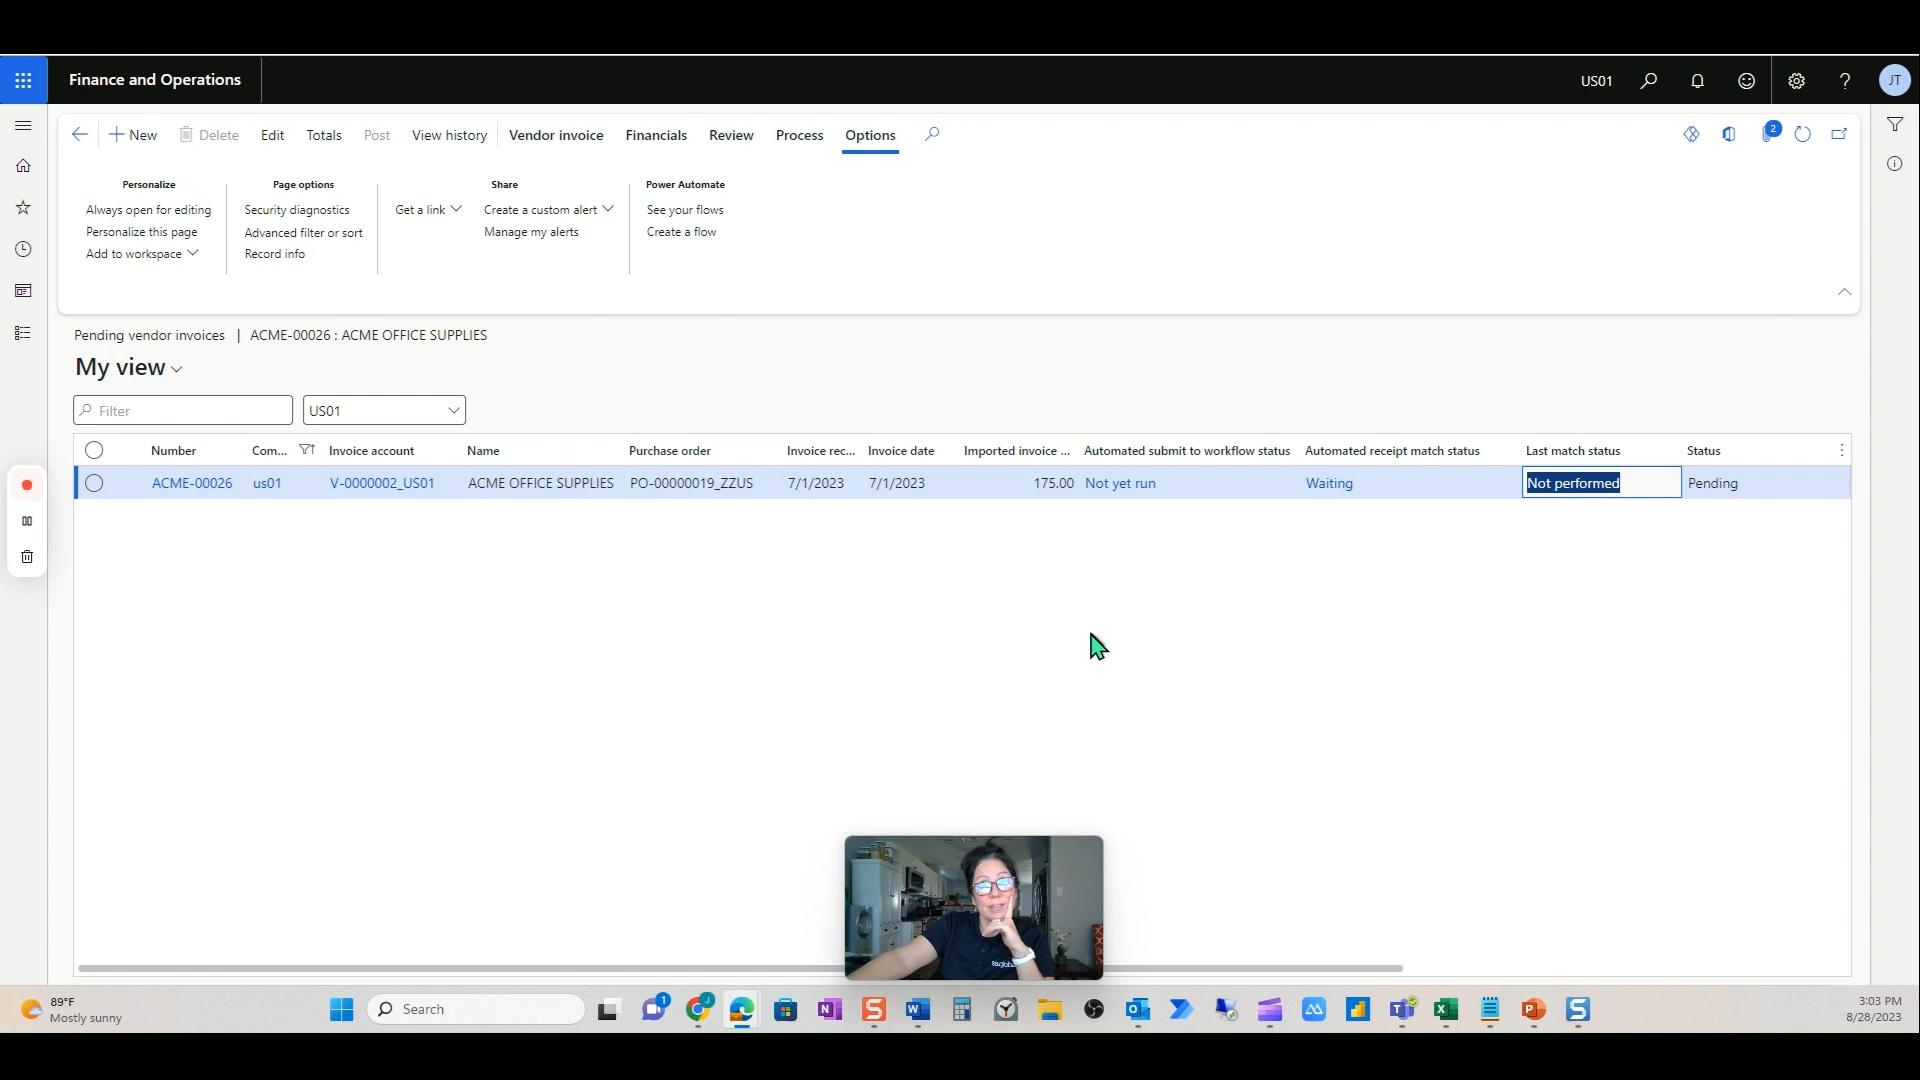 Finance and Operations
US01
?
JT
New
Delete
Edit
Totals
Post
View history
Vendor invoice
Financials
Review
Process
Options
2
Personalize
Always open for editing
Personalize this page
Add to workspace
Page options
Security diagnostics
Advanced filter or sort
Record info
Share
Get a link
Create a custom alert
Manage my alerts
Power Automate
See your flows
Create a flow
Pending vendor invoices | ACME-00026 : ACME OFFICE SUPPLIES
My view
Filter
US01
Number Com... Invoice account Name Purchase order Invoice rec... Invoice date Imported invoice ... Automated submit to workflow status Automated receipt match status Last match status Status
ACME-00026 us01 V-0000002_US01 ACME OFFICE SUPPLIES PO-00000019_ZZUS 7/1/2023 7/1/2023 175.00 Not yet run Waiting Not performed Pending
89°F
Mostly sunny
Search
1
J
3:03 PM
8/28/2023